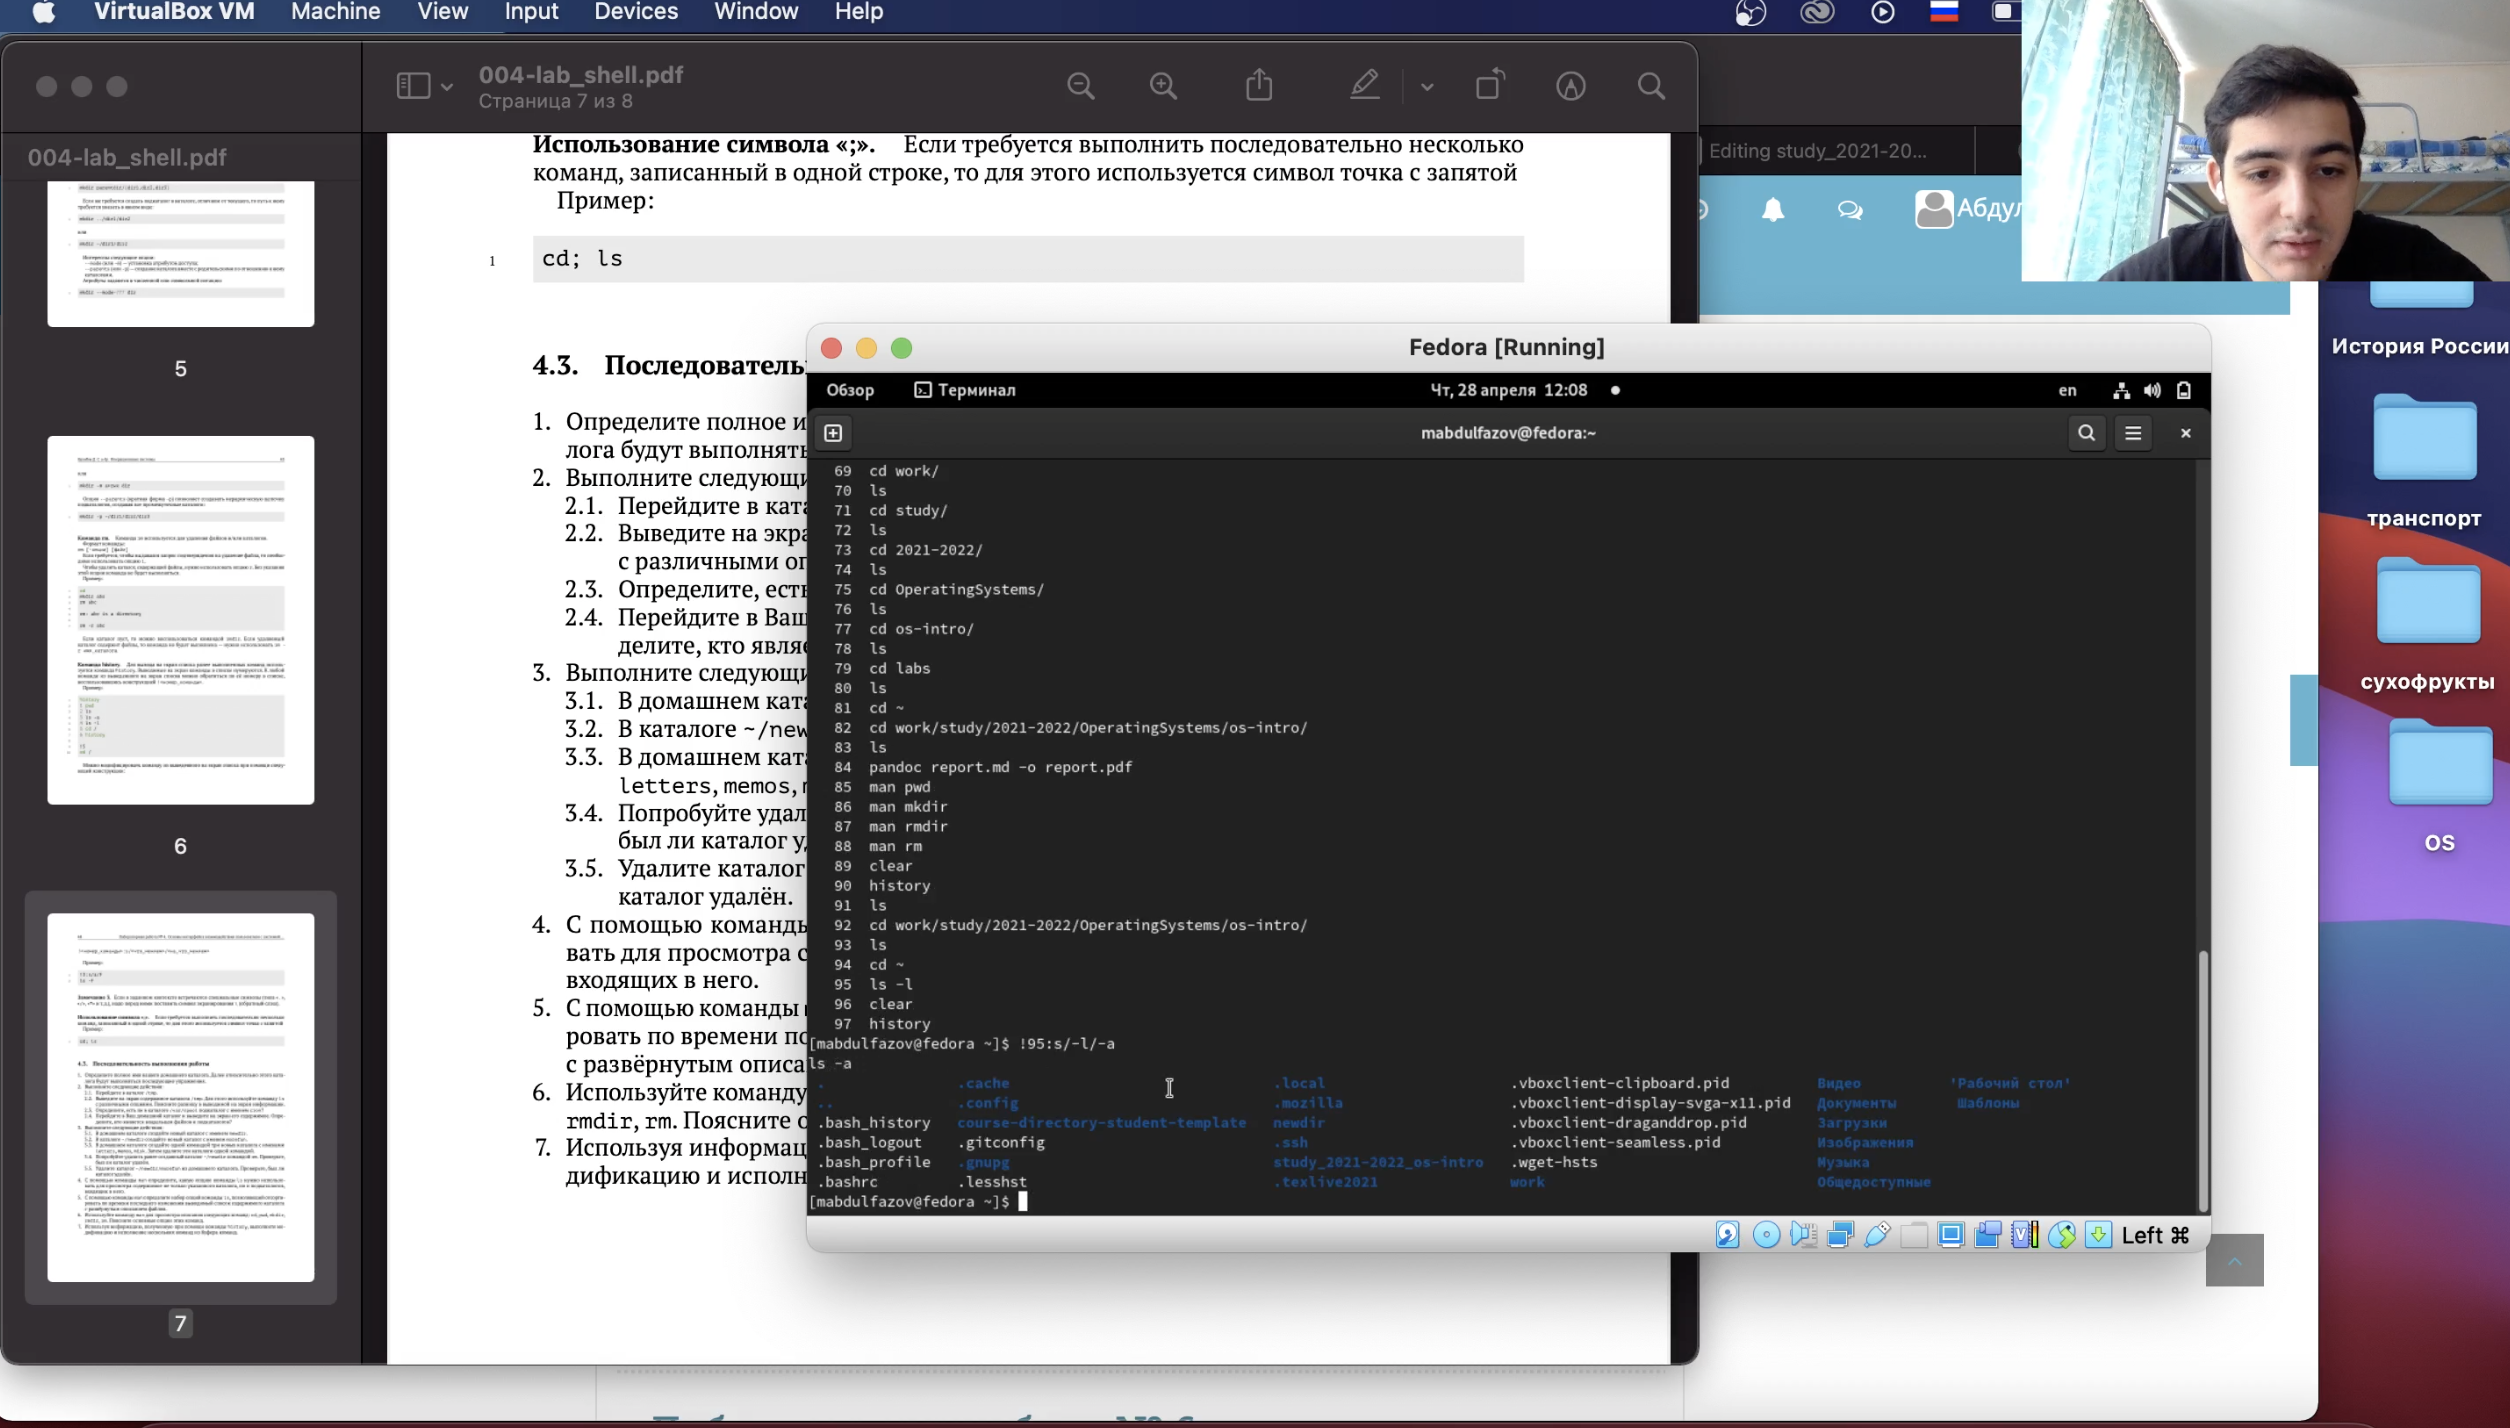 VirtualBox VM Machine View Input Devices Window Help
004-lab_shell.pdf
Страница 7 из 8
004-lab_shell.pdf
5
6
7
Использование символа «;». Если требуется выполнить последовательно несколько
команд, записанный в одной строке, то для этого используется символ точка с запятой
Пример:
1 cd; ls
4.3. Последователь
1. Определите полное и
лога будут выполнять
2. Выполните следующи
2.1. Перейдите в ката
2.2. Выведите на экра
с различными оп
2.3. Определите, есть
2.4. Перейдите в Ваш
делите, кто являе
3. Выполните следующи
3.1. В домашнем ката
3.2. В каталоге ~/new
3.3. В домашнем ката
letters, memos,
3.4. Попробуйте удал
был ли каталог у
3.5. Удалите каталог
каталог удалён.
4. С помощью команды
вать для просмотра с
входящих в него.
5. С помощью команды
ровать по времени по
с развёрнутым описа
6. Используйте команду
rmdir, rm. Поясните о
7. Используя информац
дификацию и исполн
Editing study_2021-20...
Абдул
Fedora [Running]
Обзор Терминал Чт, 28 апреля 12:08 en
mabdulfazov@fedora:~
69 cd work/
70 ls
71 cd study/
72 ls
73 cd 2021-2022/
74 ls
75 cd OperatingSystems/
76 ls
77 cd os-intro/
78 ls
79 cd labs
80 ls
81 cd ~
82 cd work/study/2021-2022/OperatingSystems/os-intro/
83 ls
84 pandoc report.md -o report.pdf
85 man pwd
86 man mkdir
87 man rmdir
88 man rm
89 clear
90 history
91 ls
92 cd work/study/2021-2022/OperatingSystems/os-intro/
93 ls
94 cd ~
95 ls -l
96 clear
97 history
[mabdulfazov@fedora ~]$ !95:s/-l/-a
ls -a
. .cache .local .vboxclient-clipboard.pid Видео 'Рабочий стол'
.. .config .mozilla .vboxclient-display-svga-x11.pid Документы Шаблоны
.bash_history course-directory-student-template newdir .vboxclient-draganddrop.pid Загрузки
.bash_logout .gitconfig .ssh .vboxclient-seamless.pid Изображения
.bash_profile .gnupg study_2021-2022_os-intro .wget-hsts Музыка
.bashrc .lesshst .texlive2021 work Общедоступные
[mabdulfazov@fedora ~]$
Left ⌘
История России
транспорт
сухофрукты
OS